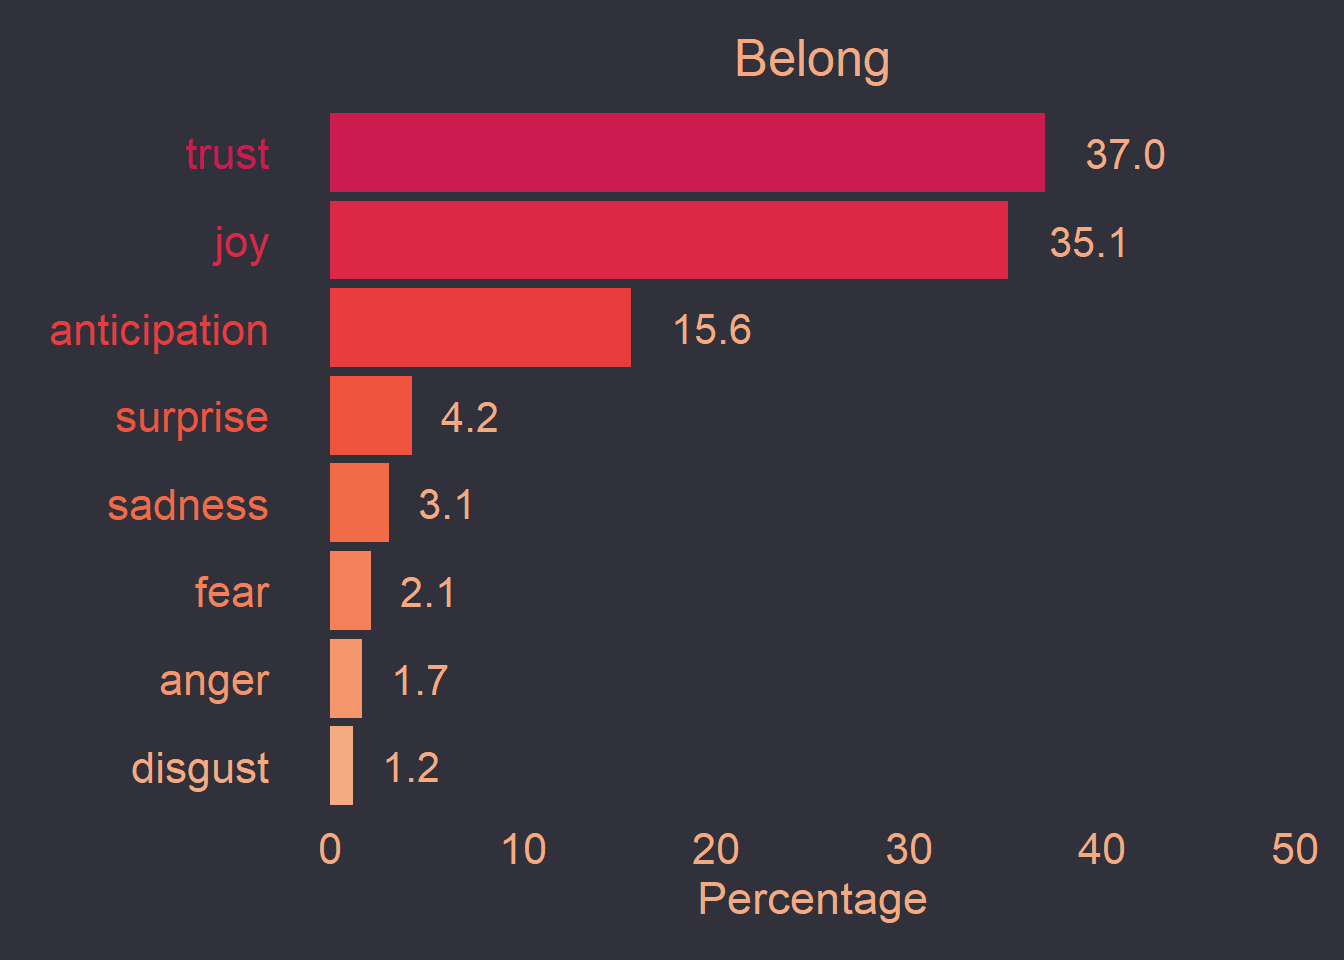 Belong
trust 37.0
joy 35.1
anticipation 15.6
surprise 4.2
sadness 3.1
fear 2.1
anger 1.7
disgust 1.2
0 10 20 30 40 50
Percentage